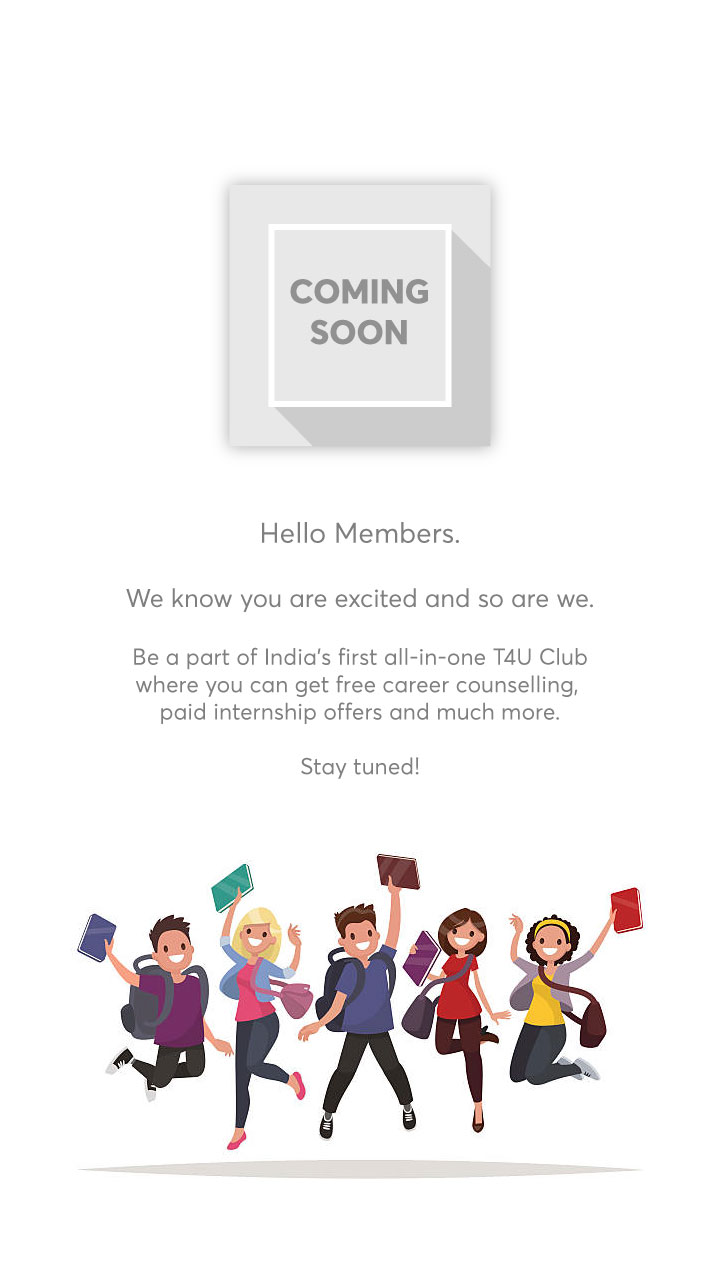 COMING
SOON
Hello Members.
We know you are excited and so are we.
Be a part of India's first all-in-one T4U Club
where you can get free career counselling,
paid internship offers and much more.
Stay tuned!